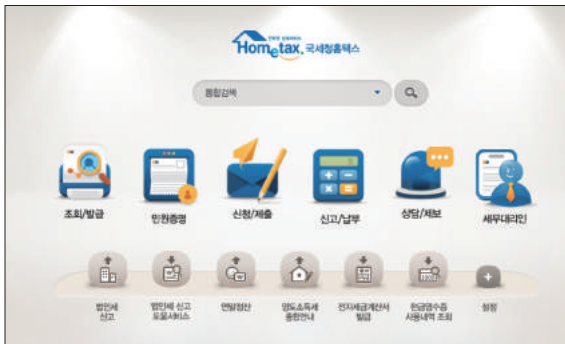 Hometax. 국세청홈택스
통합검색
조회/발급
민원증명
신청/제출
신고/납부
상담/제보
세무대리인
법인세
신고
법인세 신고
도움서비스
연말정산
양도소득세
종합안내
전자세금계산서
발급
현금영수증
사용내역 조회
설정